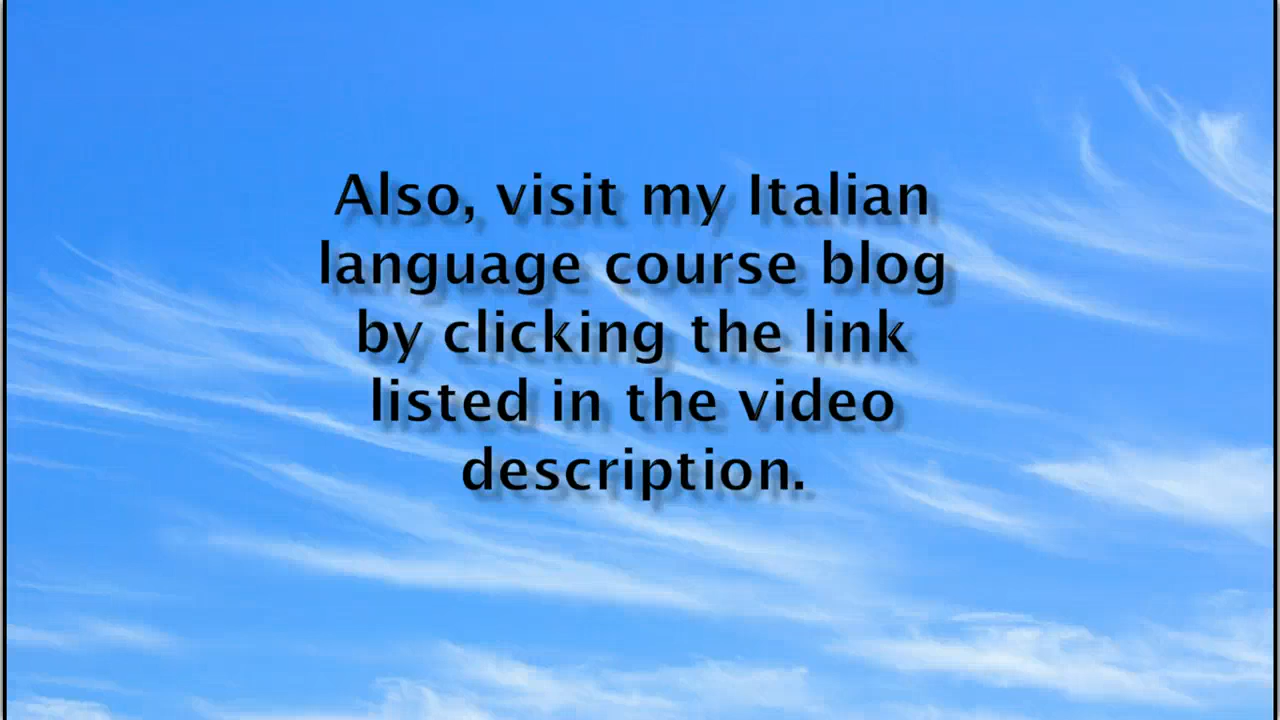 Also, visit my Italian
language course blog
by clicking the link
listed in the video
description.